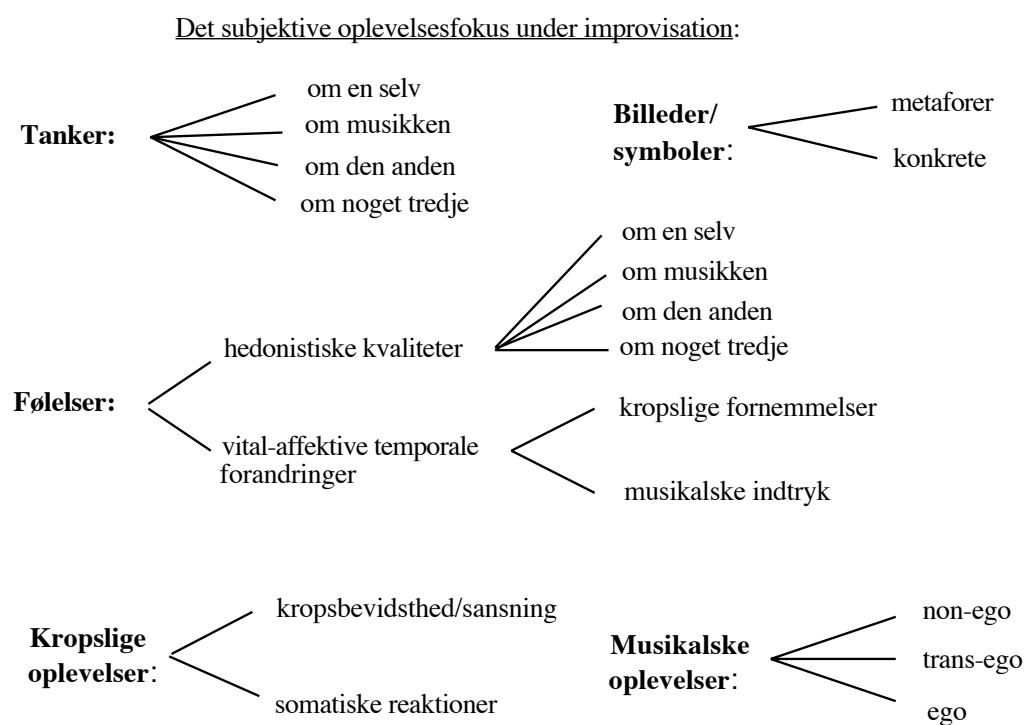 Det subjektive oplevelsesfokus under improvisation:
Tanker:
om en selv
om musikken
om den anden
om noget tredje
Billeder/
symboler:
metaforer
konkrete
Følelser:
hedonistiske kvaliteter
om en selv
om musikken
om den anden
om noget tredje
vital-affektive temporale
forandringer
kropslige fornemmelser
musikalske indtryk
Kropslige
oplevelser:
kropsbevidsthed/sansning
somatiske reaktioner
Musikalske
oplevelser:
non-ego
trans-ego
ego